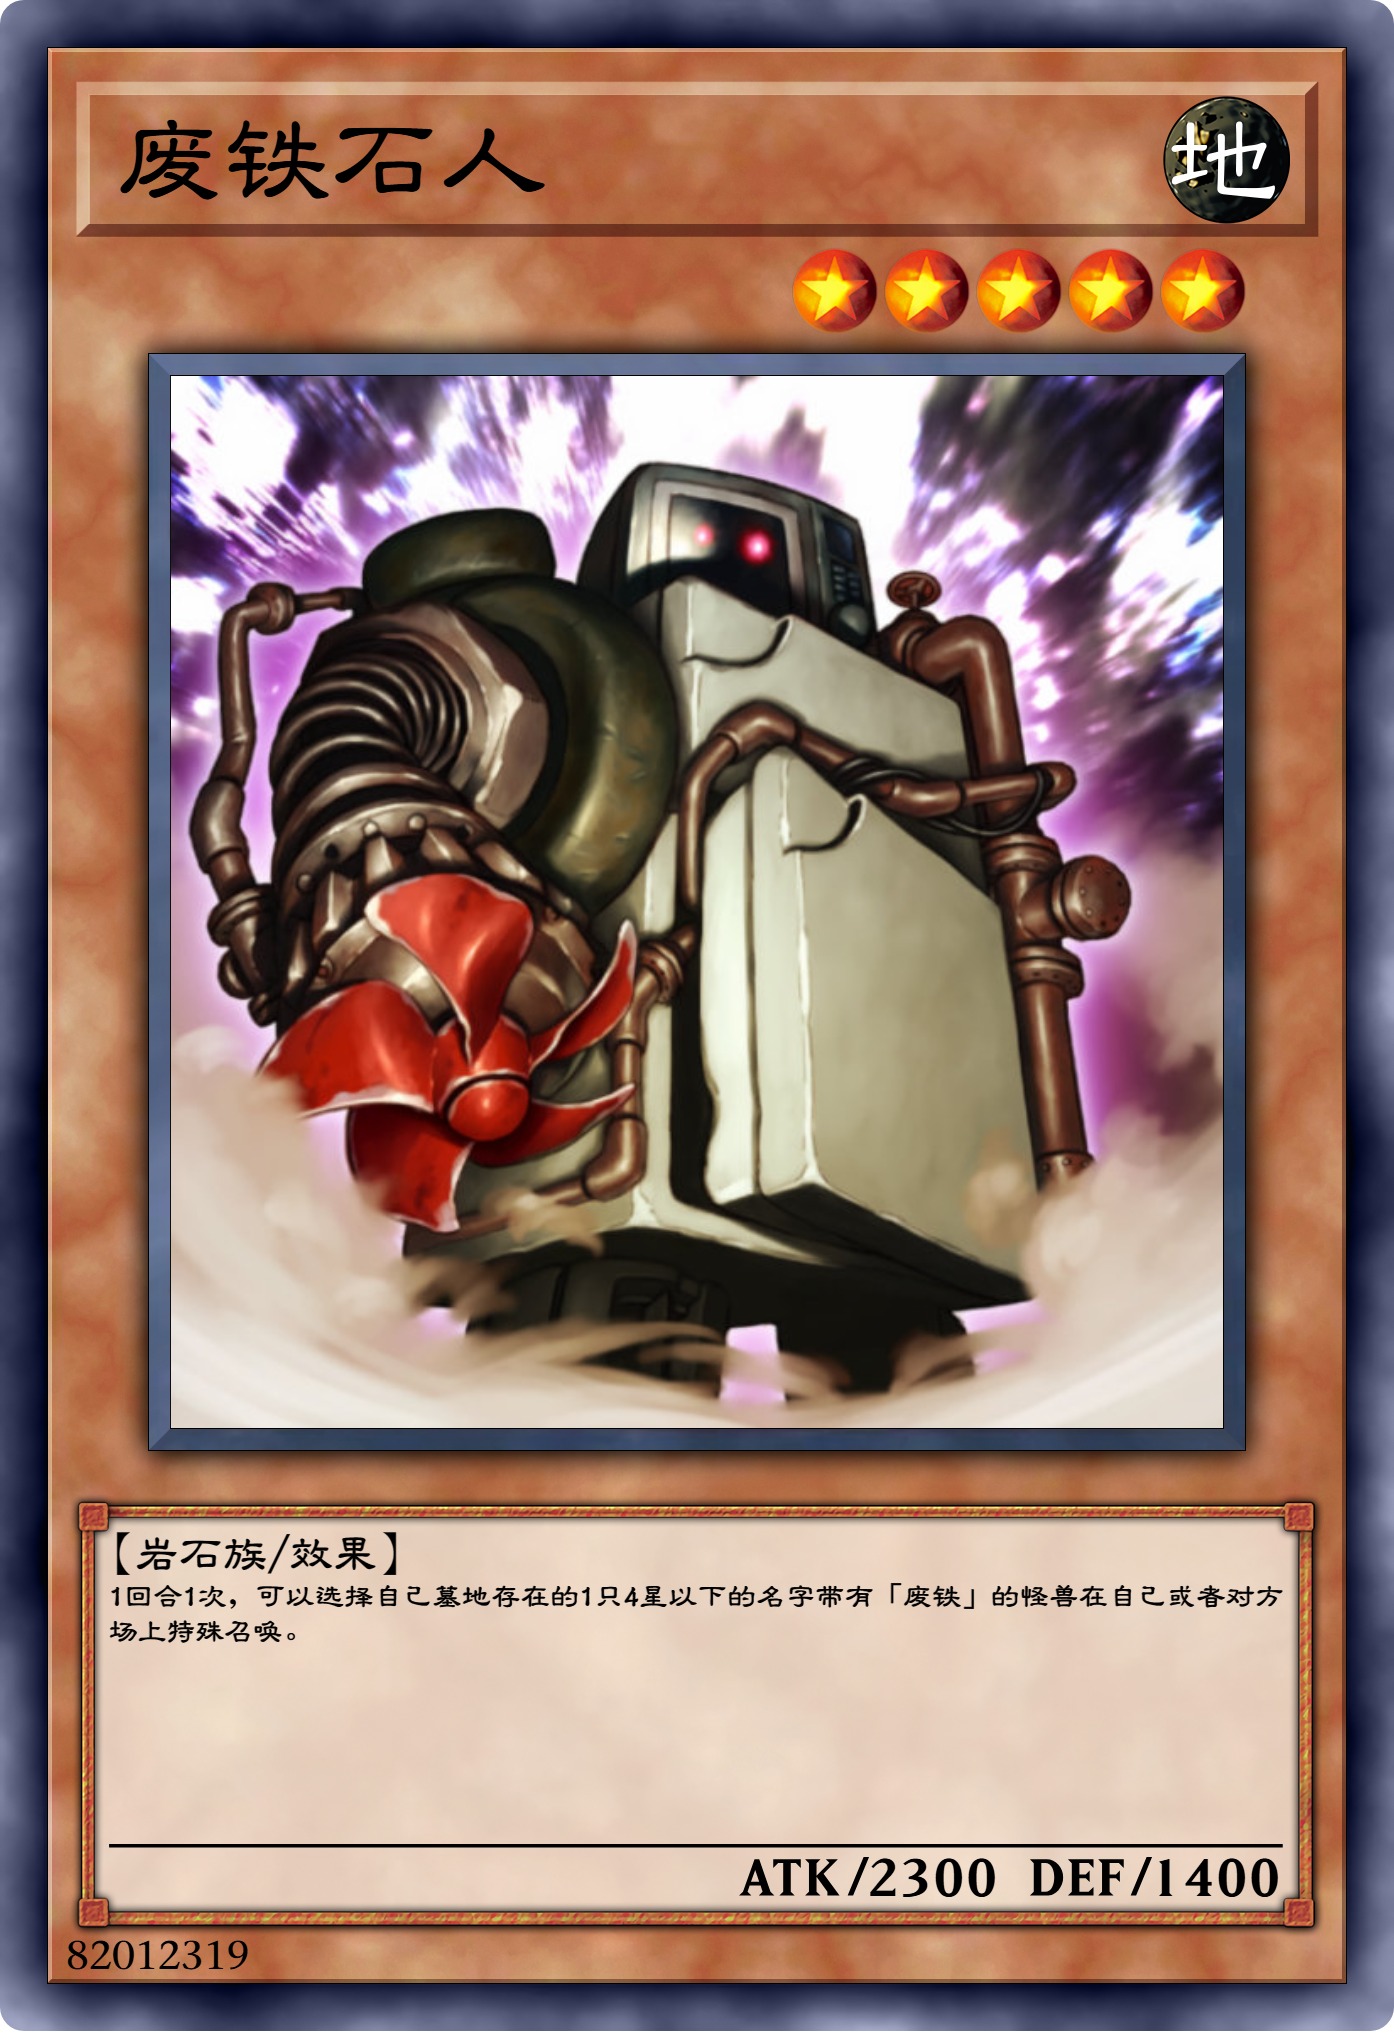 废铁石人
地
【岩石族/效果】
1回合1次，可以选择自己墓地存在的1只4星以下的名字带有「废铁」的怪兽在自己或者对方
场上特殊召唤。
ATK/2300 DEF/1400
82012319